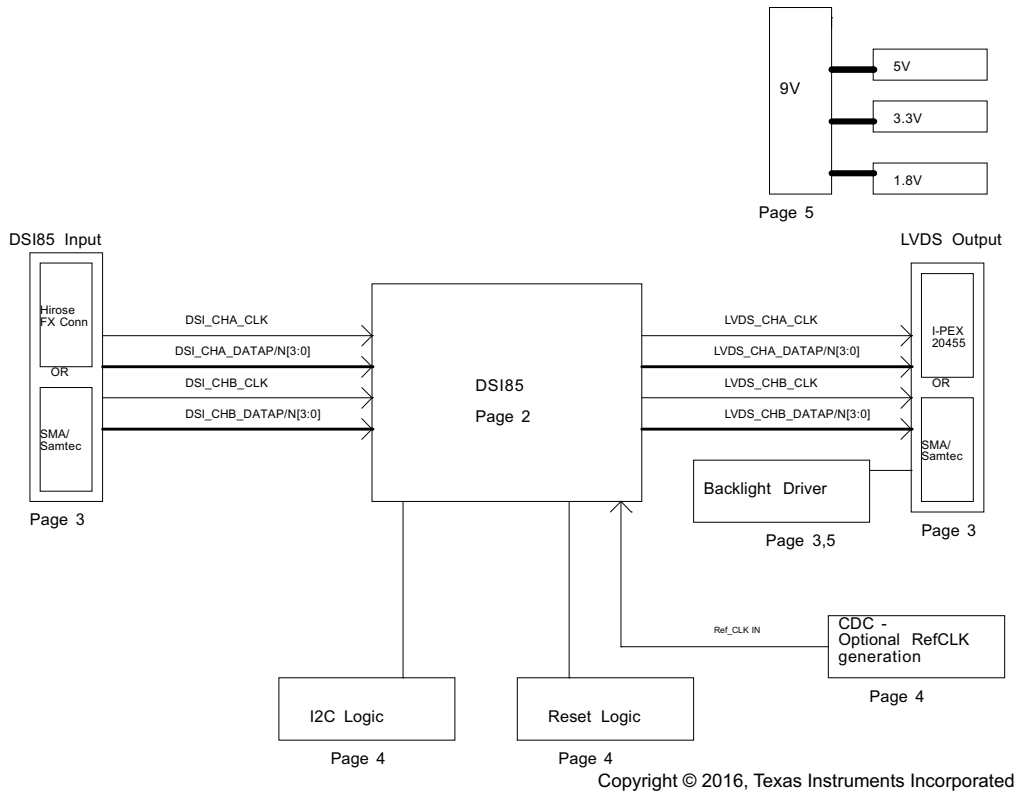 9V
5V
3.3V
1.8V
Page 5
DSI85 Input
LVDS Output
Hirose
FX Conn
OR
SMA/
Samtec
Page 3
DSI_CHA_CLK
DSI_CHA_DATAP/N[3:0]
DSI_CHB_CLK
DSI_CHB_DATAP/N[3:0]
DSI85
Page 2
LVDS_CHA_CLK
LVDS_CHA_DATAP/N[3:0]
LVDS_CHB_CLK
LVDS_CHB_DATAP/N[3:0]
I-PEX
20455
OR
SMA/
Samtec
Page 3
Backlight Driver
Page 3,5
Ref_CLK IN
CDC -
Optional RefCLK
generation
Page 4
I2C Logic
Page 4
Reset Logic
Page 4
Copyright © 2016, Texas Instruments Incorporated